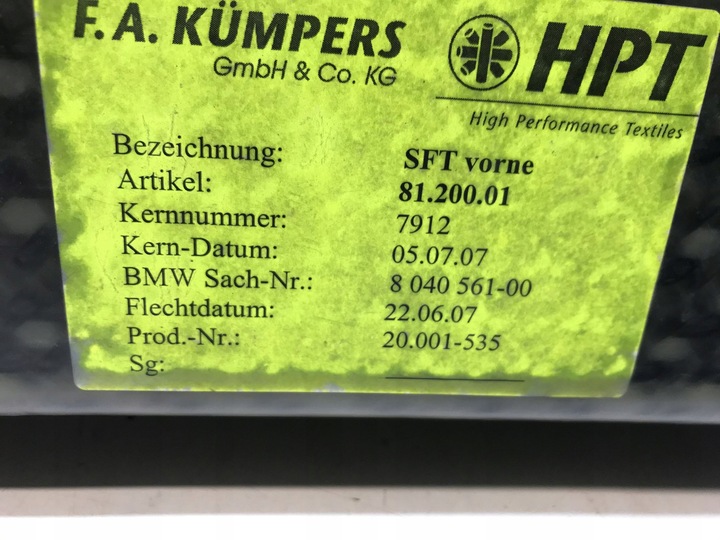 F. A. KÜMPERS
GmbH & Co. KG
HPT
High Performance Textiles
Bezeichnung: SFT vorne
Artikel: 81.200.01
Kernnummer: 7912
Kern-Datum: 05.07.07
BMW Sach-Nr.: 8 040 561-00
Flechtdatum: 22.06.07
Prod.-Nr.: 20.001-535
Sg: